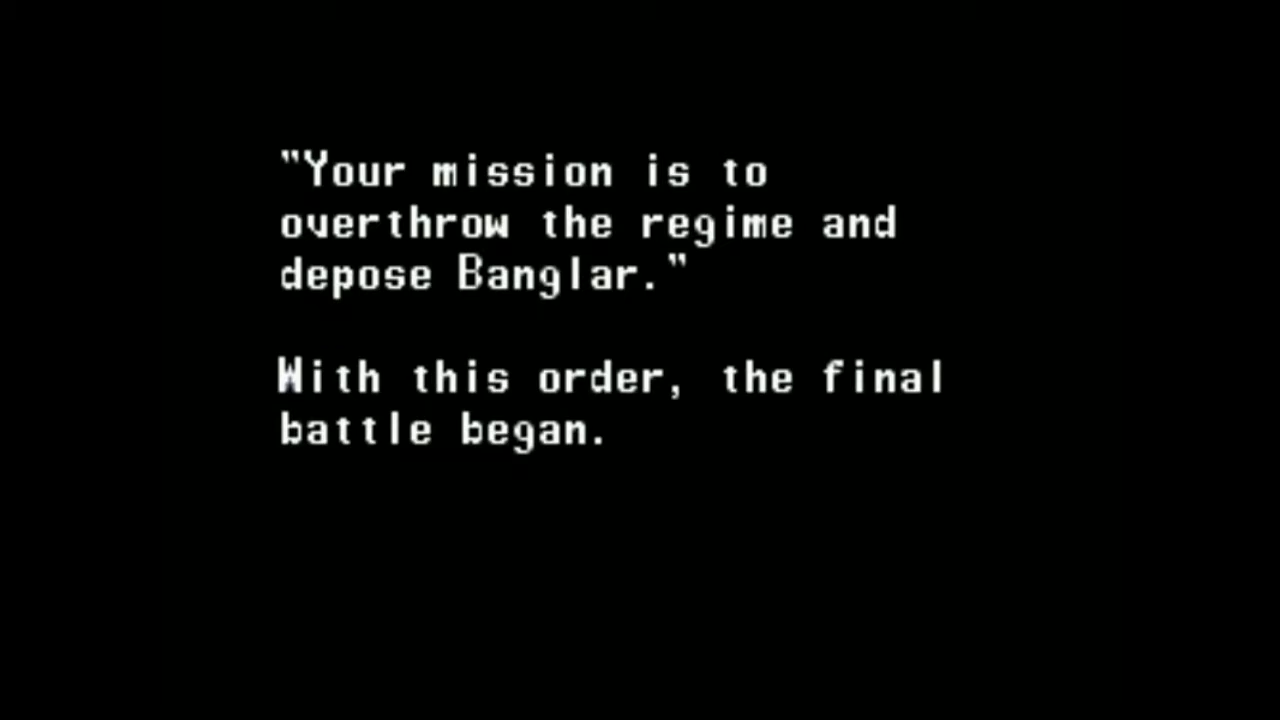 "Your mission is to
overthrow the regime and
depose Banglar."
With this order, the final
battle began.